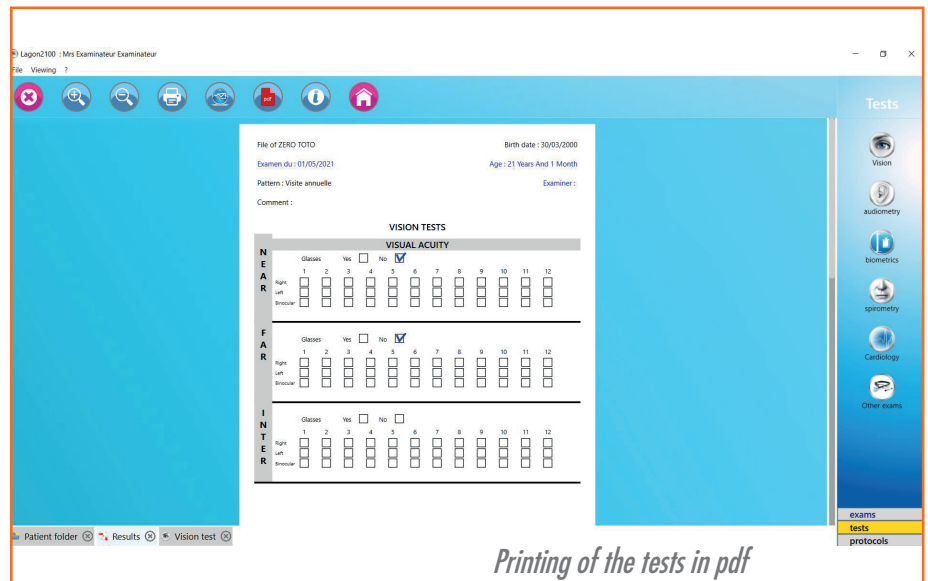 Lagon2100 : Mrs Examinateur Examinateur
File Viewing ?
pdf
Tests
Vision
audiometry
biometrics
spirometry
Cardiology
Other exams
exams
tests
protocols
File of ZERO TOTO Birth date : 30/03/2000
Examen du : 01/05/2021 Age : 21 Years And 1 Month
Pattern : Visite annuelle Examiner :
Comment :
VISION TESTS
VISUAL ACUITY
NEAR
Glasses Yes No
1 2 3 4 5 6 7 8 9 10 11 12
Right
Left
Binocular
FAR
Glasses Yes No
1 2 3 4 5 6 7 8 9 10 11 12
Right
Left
Binocular
INTER
Glasses Yes No
1 2 3 4 5 6 7 8 9 10 11 12
Right
Left
Binocular
Patient folder Results Vision test
Printing of the tests in pdf